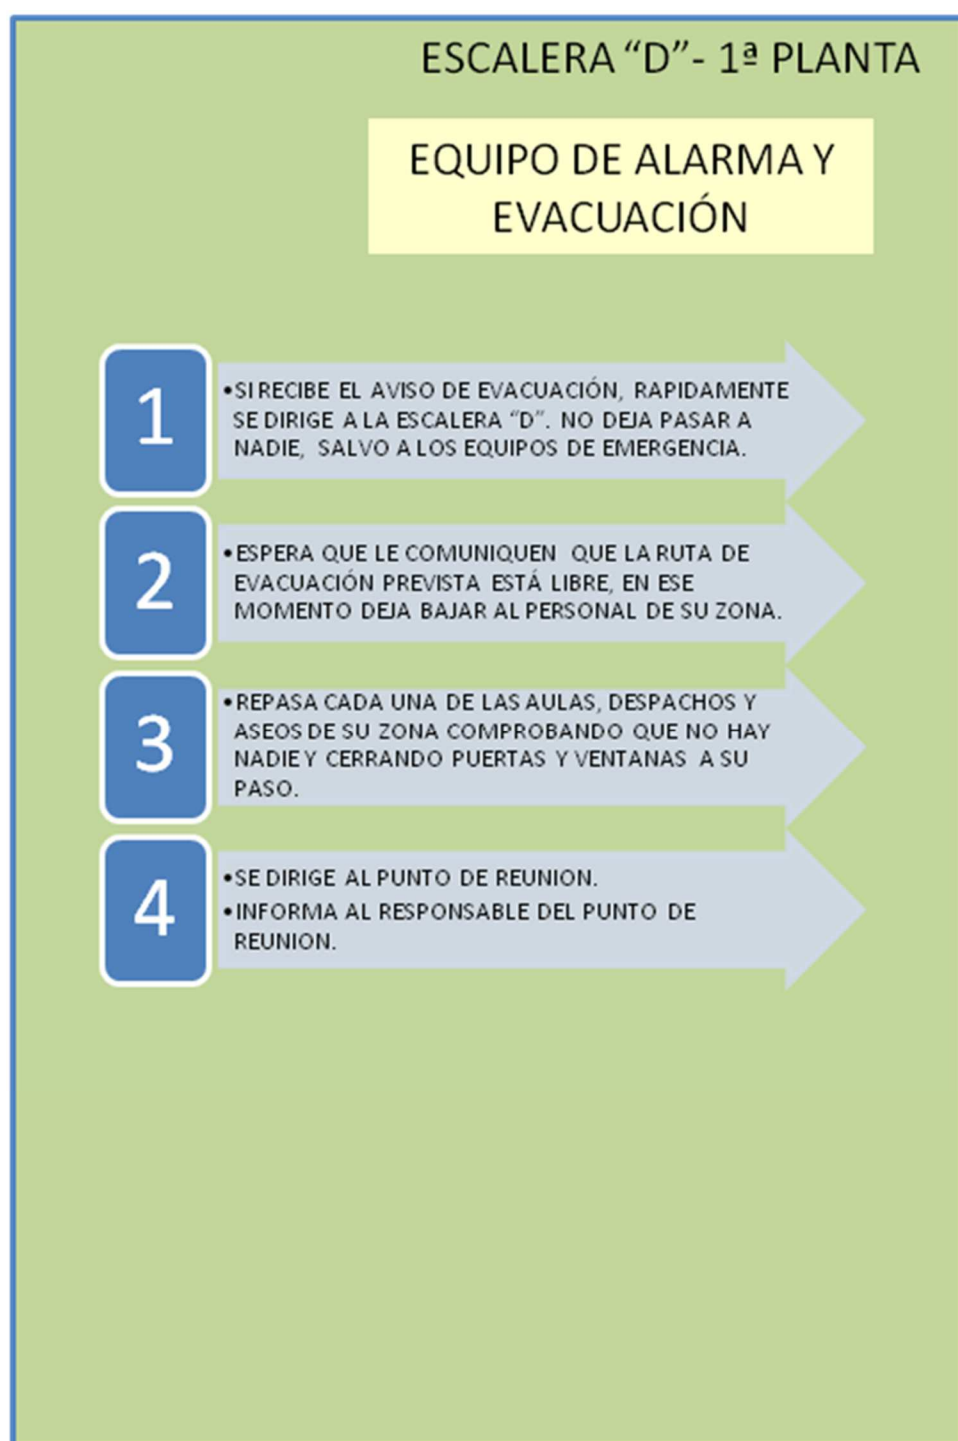 ESCALERA “D”- 1ª PLANTA
EQUIPO DE ALARMA Y
EVACUACIÓN
1
•SI RECIBE EL AVISO DE EVACUACIÓN, RAPIDAMENTE
SE DIRIGE A LA ESCALERA “D”. NO DEJA PASAR A
NADIE, SALVO A LOS EQUIPOS DE EMERGENCIA.
2
•ESPERA QUE LE COMUNIQUEN QUE LA RUTA DE
EVACUACIÓN PREVISTA ESTÁ LIBRE, EN ESE
MOMENTO DEJA BAJAR AL PERSONAL DE SU ZONA.
3
•REPASA CADA UNA DE LAS AULAS, DESPACHOS Y
ASEOS DE SU ZONA COMPROBANDO QUE NO HAY
NADIE Y CERRANDO PUERTAS Y VENTANAS A SU
PASO.
4
•SE DIRIGE AL PUNTO DE REUNION.
•INFORMA AL RESPONSABLE DEL PUNTO DE
REUNION.